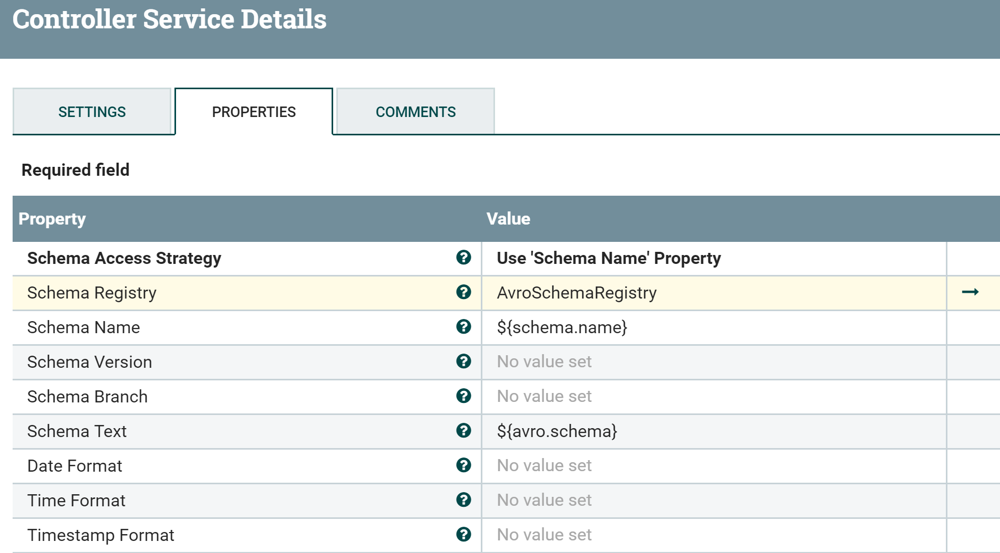 Controller Service Details
SETTINGS PROPERTIES COMMENTS
Required field
Property Value
Schema Access Strategy Use 'Schema Name' Property
Schema Registry AvroSchemaRegistry
Schema Name ${schema.name}
Schema Version No value set
Schema Branch No value set
Schema Text ${avro.schema}
Date Format No value set
Time Format No value set
Timestamp Format No value set